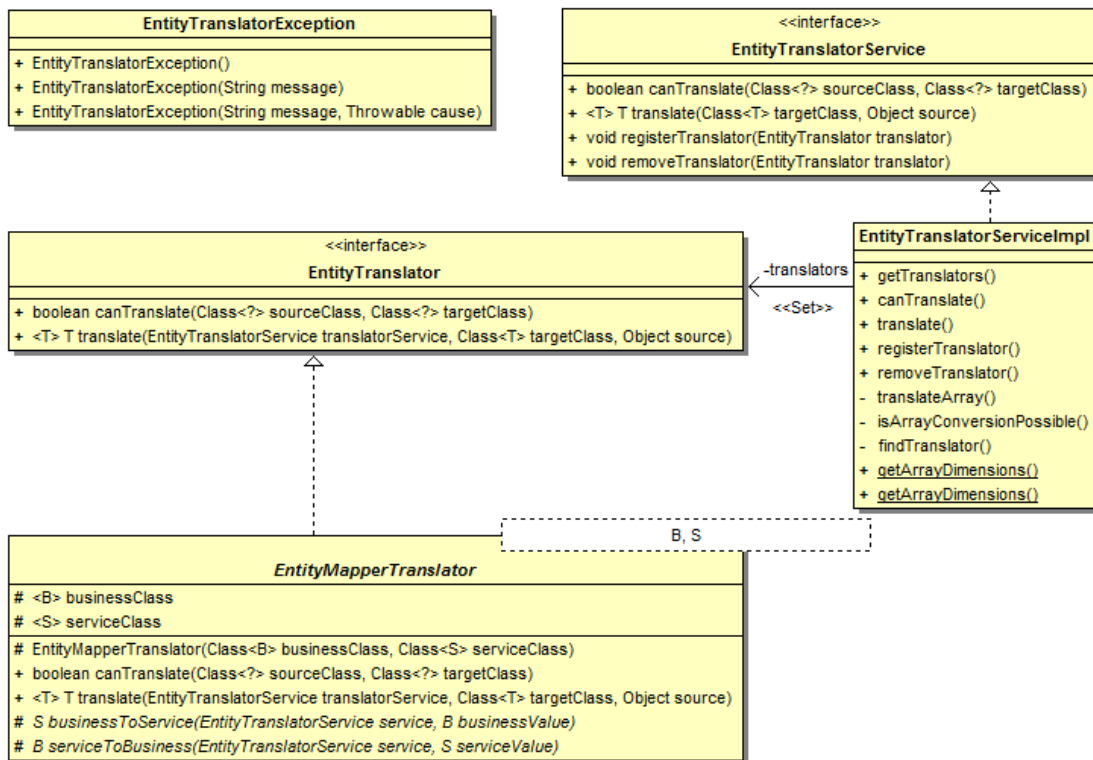 EntityTranslatorException
+ EntityTranslatorException()
+ EntityTranslatorException(String message)
+ EntityTranslatorException(String message, Throwable cause)
<<interface>>
EntityTranslatorService
+ boolean canTranslate(Class<?> sourceClass, Class<?> targetClass)
+ <T> T translate(Class<T> targetClass, Object source)
+ void registerTranslator(EntityTranslator translator)
+ void removeTranslator(EntityTranslator translator)
<<interface>>
EntityTranslator
+ boolean canTranslate(Class<?> sourceClass, Class<?> targetClass)
+ <T> T translate(EntityTranslatorService translatorService, Class<T> targetClass, Object source)
-translators
<<Set>>
EntityTranslatorServiceImpl
+ getTranslators()
+ canTranslate()
+ translate()
+ registerTranslator()
+ removeTranslator()
- translateArray()
- isArrayConversionPossible()
- findTranslator()
+ getArrayDimensions()
+ getArrayDimensions()
B, S
EntityMapperTranslator
# <B> businessClass
# <S> serviceClass
# EntityMapperTranslator(Class<B> businessClass, Class<S> serviceClass)
+ boolean canTranslate(Class<?> sourceClass, Class<?> targetClass)
+ <T> T translate(EntityTranslatorService translatorService, Class<T> targetClass, Object source)
# S businessToService(EntityTranslatorService service, B businessValue)
# B serviceToBusiness(EntityTranslatorService service, S serviceValue)